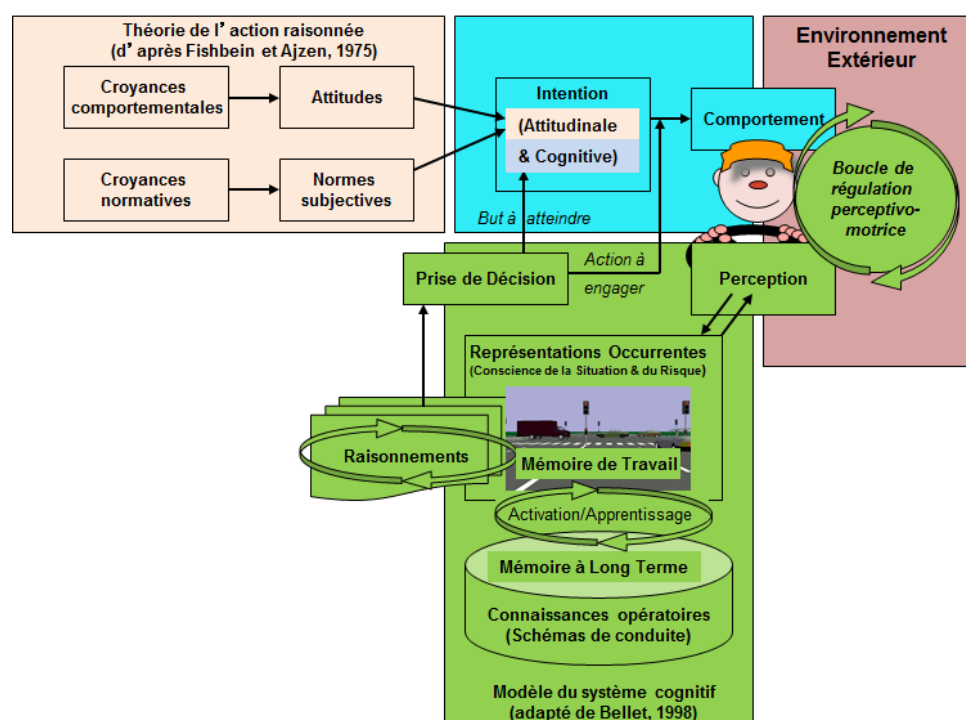 Théorie de l'action raisonnée
(d'après Fishbein et Ajzen, 1975)
Croyances
comportementales
Attitudes
Croyances
normatives
Normes
subjectives
Intention
(Attitudinale
& Cognitive)
Comportement
Environnement
Extérieur
Boucle de
régulation
perceptivo-
motrice
But à atteindre
Prise de Décision
Action à
engager
Perception
Représentations Occurrentes
(Conscience de la Situation & du Risque)
Raisonnements
Mémoire de Travail
Activation/Apprentissage
Mémoire à Long Terme
Connaissances opératoires
(Schémas de conduite)
Modèle du système cognitif
(adapté de Bellet, 1998)